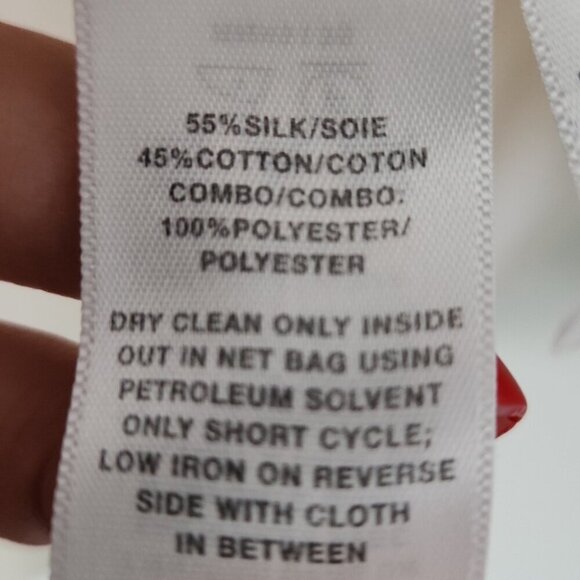 55%SILK/SOIE
45%COTTON/COTON
COMBO/COMBO:
100%POLYESTER/
POLYESTER
DRY CLEAN ONLY INSIDE
OUT IN NET BAG USING
PETROLEUM SOLVENT
ONLY SHORT CYCLE;
LOW IRON ON REVERSE
SIDE WITH CLOTH
IN BETWEEN